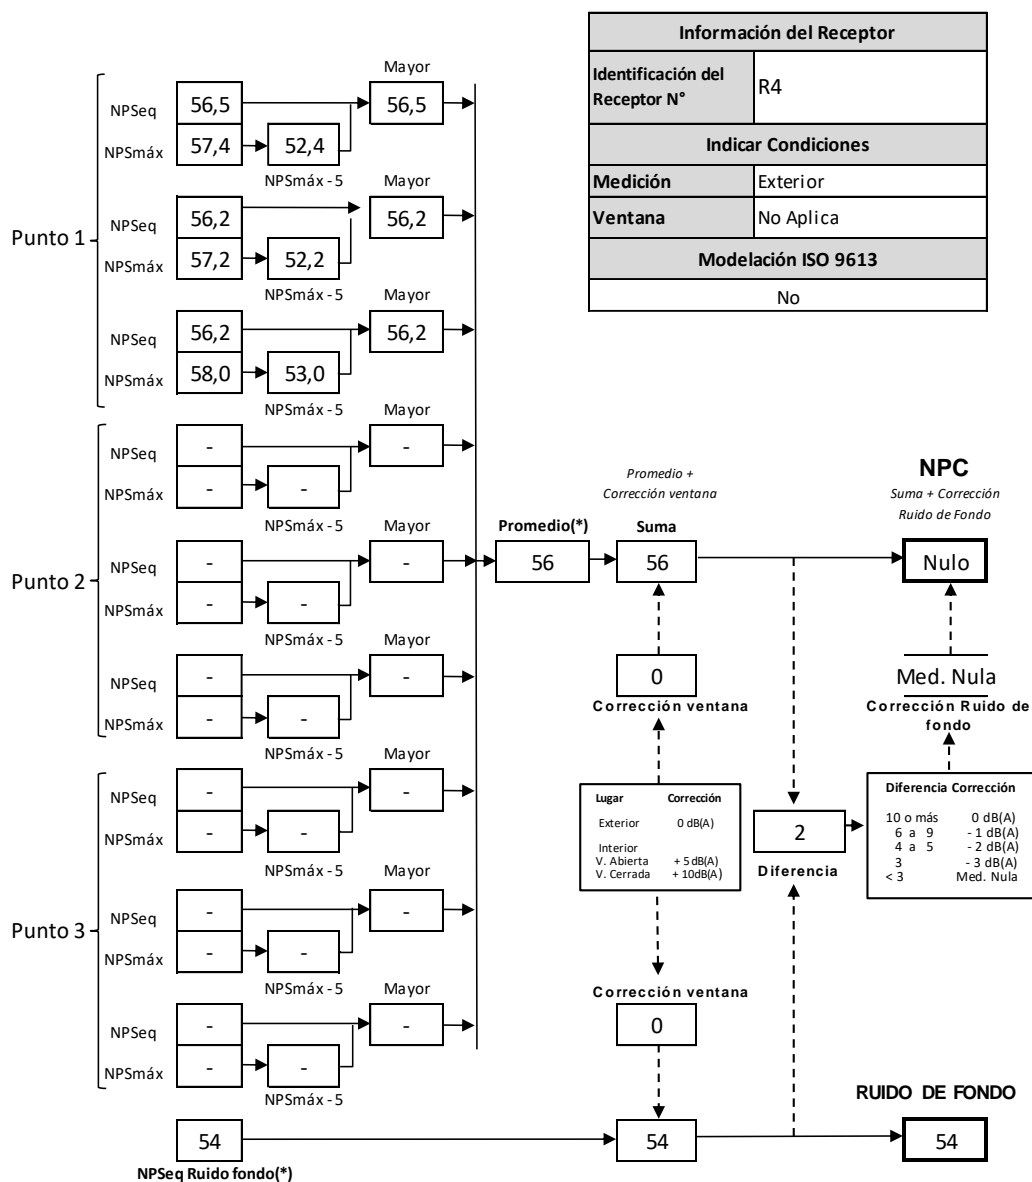 Información del Receptor
Identificación del Receptor N°
R4
Indicar Condiciones
Medición
Exterior
Ventana
No Aplica
Modelación ISO 9613
No
Punto 1
Mayor
NPSeq
56,5
56,5
NPSmáx
57,4
52,4
NPSmáx - 5
Mayor
NPSeq
56,2
56,2
NPSmáx
57,2
52,2
NPSmáx - 5
Mayor
NPSeq
56,2
56,2
NPSmáx
58,0
53,0
NPSmáx - 5
Punto 2
Mayor
NPSeq
-
-
NPSmáx
-
-
NPSmáx - 5
Mayor
NPSeq
-
-
NPSmáx
-
-
NPSmáx - 5
Mayor
NPSeq
-
-
NPSmáx
-
-
NPSmáx - 5
Punto 3
Mayor
NPSeq
-
-
NPSmáx
-
-
NPSmáx - 5
Mayor
NPSeq
-
-
NPSmáx
-
-
NPSmáx - 5
Mayor
NPSeq
-
-
NPSmáx
-
-
NPSmáx - 5
54
NPSeq Ruido fondo(*)
Promedio(*)
56
Promedio +
Corrección ventana
Suma
56
0
Corrección ventana
Lugar Corrección
Exterior 0 dB(A)
Interior
V. Abierta + 5 dB(A)
V. Cerrada + 10dB(A)
Corrección ventana
0
54
2
Diferencia
NPC
Suma + Corrección
Ruido de Fondo
Nulo
Med. Nula
Corrección Ruido de
fondo
Diferencia Corrección
10 o más 0 dB(A)
6 a 9 - 1 dB(A)
4 a 5 - 2 dB(A)
3 - 3 dB(A)
< 3 Med. Nula
RUIDO DE FONDO
54